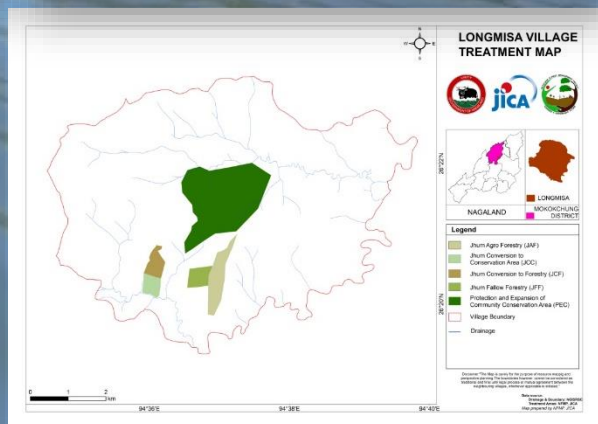 LONGMISA VILLAGE
TREATMENT MAP
N
W
E
S
JICA
26°22'N
26°20'N
NAGALAND
LONGMISA
MOKOKCHUNG
DISTRICT
Legend
Jhum Agro Forestry (JAF)
Jhum Conversion to
Conservation Area (JCC)
Jhum Conversion to Forestry (JCF)
Jhum Fallow Forestry (JFF)
Protection and Expansion of
Community Conservation Area (PEC)
Village Boundary
Drainage
0 1 2
km
94°36'E
94°38'E
94°40'E